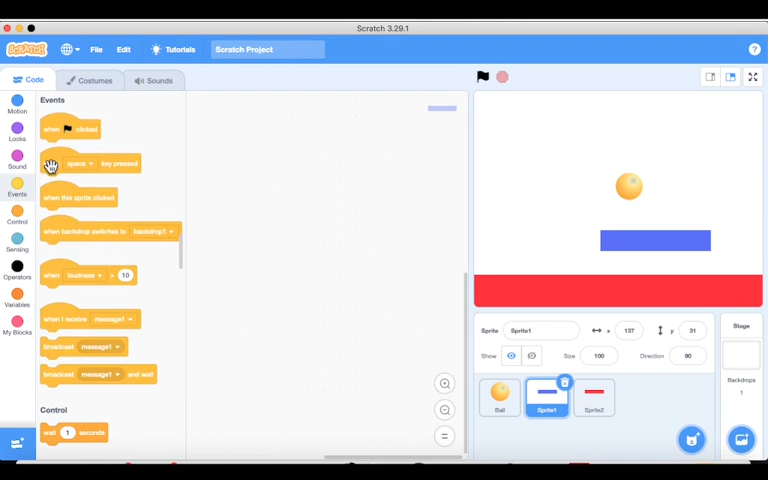 Scratch 3.29.1
SCRATCH File Edit Tutorials Scratch Project ?
Code Costumes Sounds
Motion
Looks
Sound
Events
Control
Sensing
Operators
Variables
My Blocks
Events
when clicked
space key pressed
when this sprite clicked
when backdrop switches to backdrop1
when loudness > 10
when I receive message1
broadcast message1
broadcast message1 and wait
Control
wait 1 seconds
Sprite Sprite1 x 137 y 31
Show Size 100 Direction 90
Ball Sprite1 Sprite2
Stage
Backdrops
1